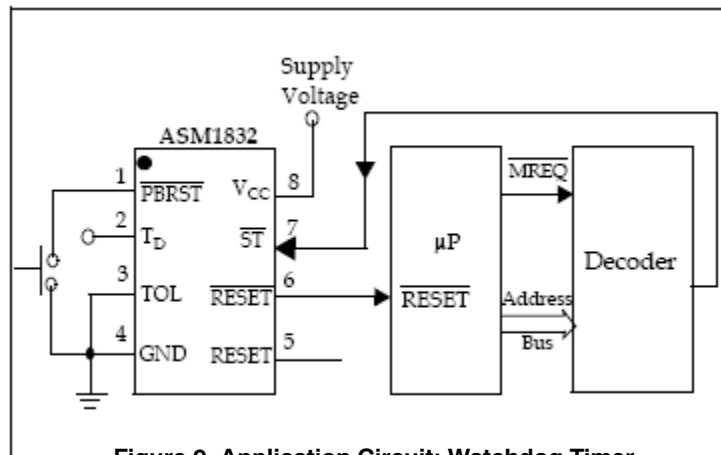 Supply
Voltage
ASM1832
1
PBRST
VCC
8
2
TD
ST
7
3
TOL
RESET
6
4
GND
RESET
5
µP
RESET
MREQ
Address
Bus
Decoder
Figure 9. Application Circuit: Watchdog Timer